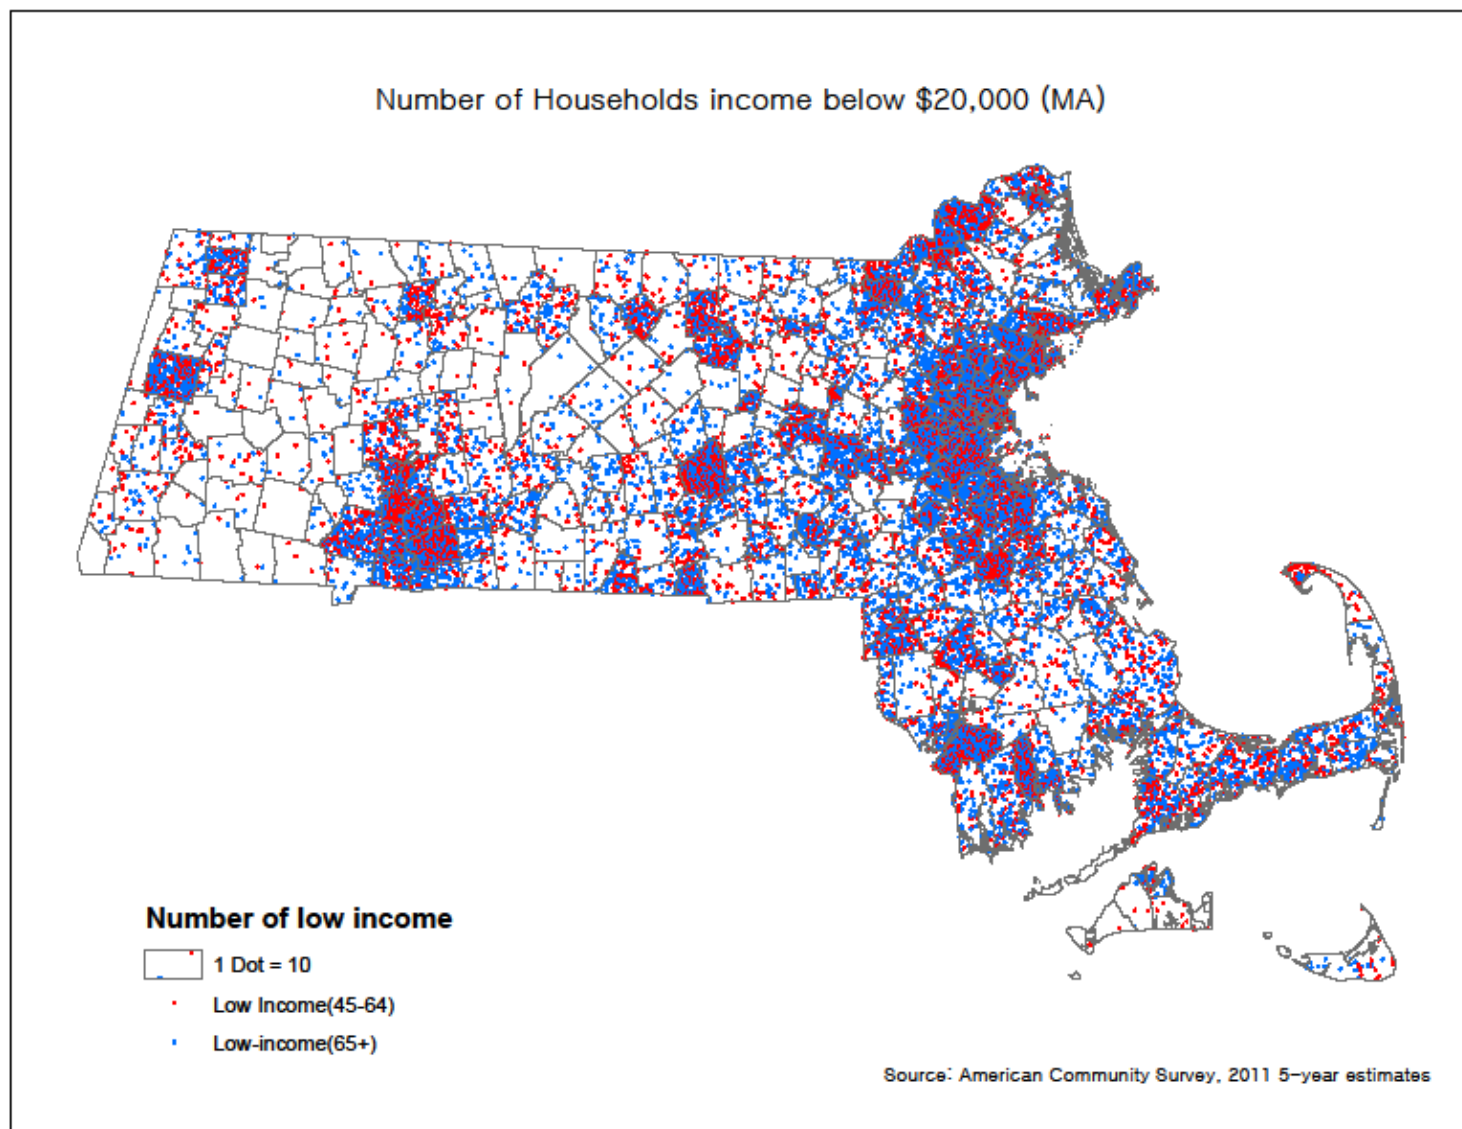 Number of Households income below $20,000 (MA)
Number of low income
1 Dot = 10
Low Income(45-64)
Low-income(65+)
Source: American Community Survey, 2011 5-year estimates